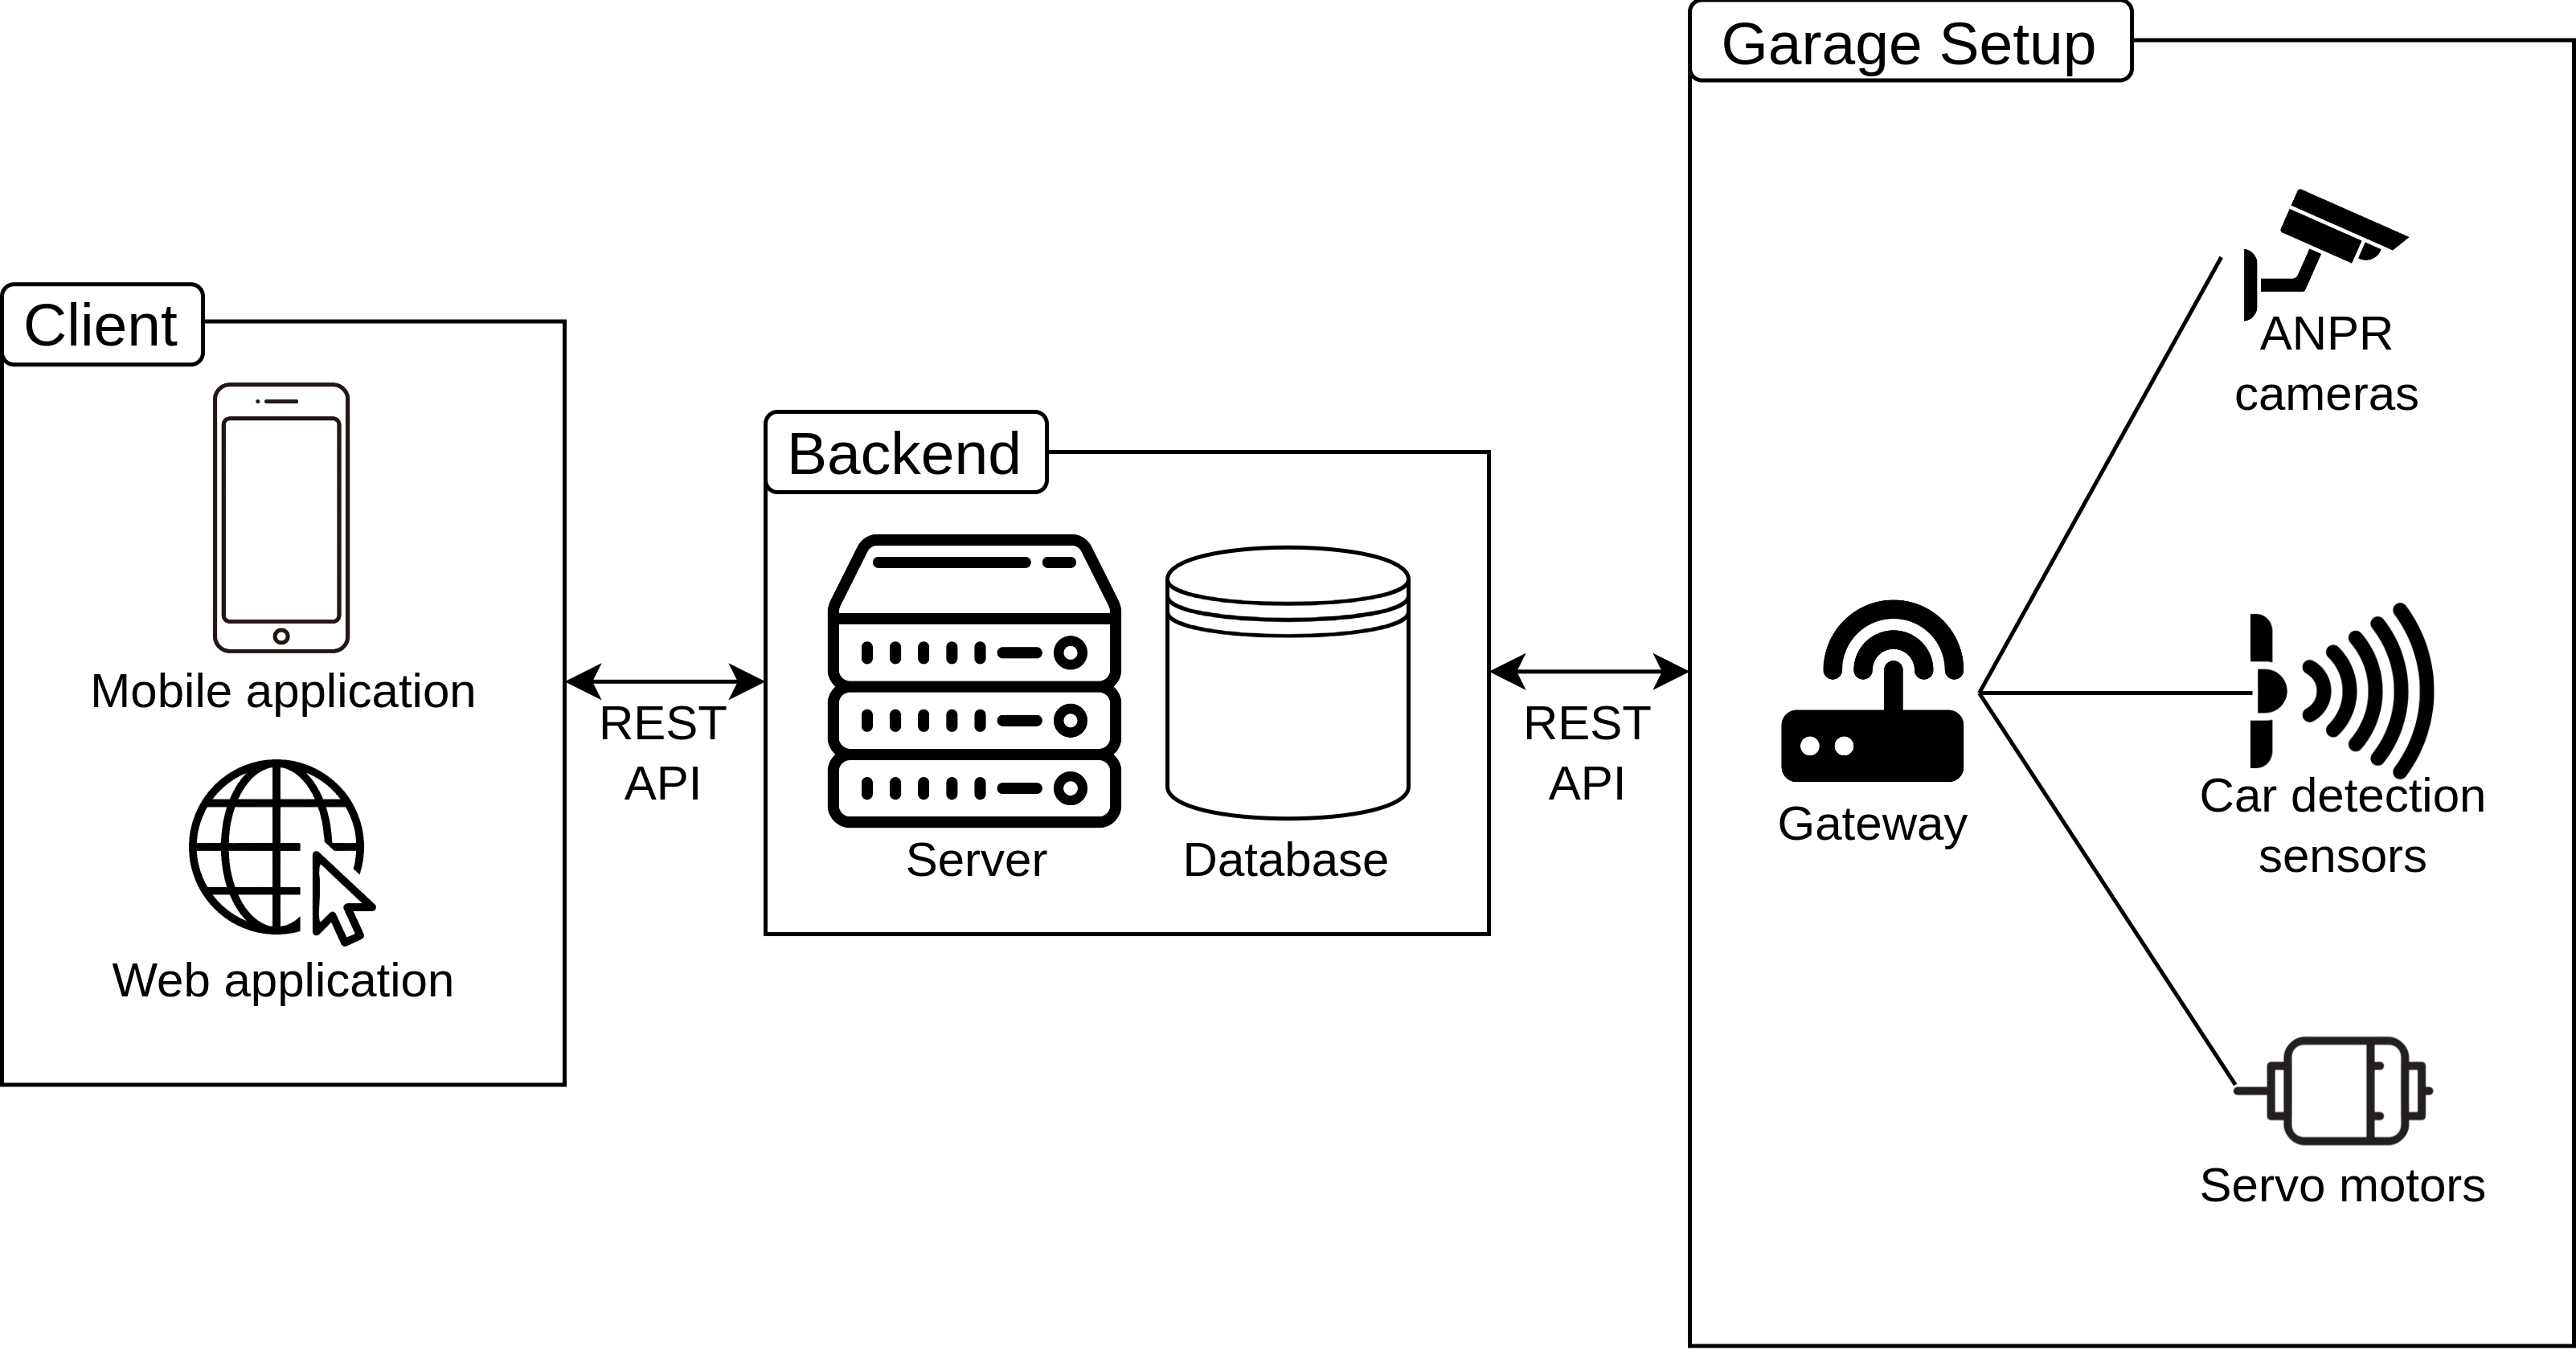 Client
Mobile application
Web application
REST
API
Backend
Server
Database
REST
API
Garage Setup
Gateway
ANPR
cameras
Car detection
sensors
Servo motors